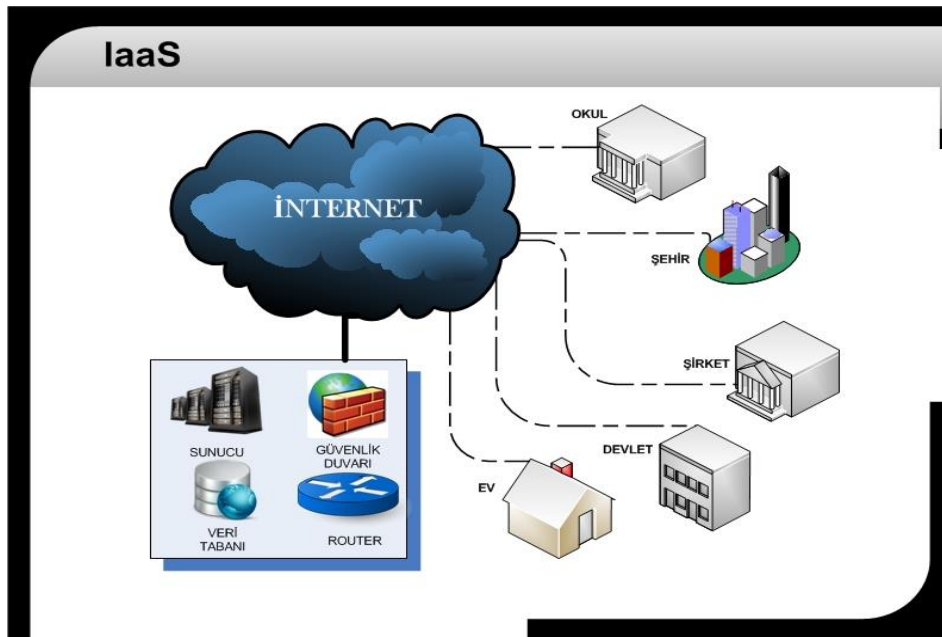 IaaS
OKUL
İNTERNET
ŞEHİR
ŞİRKET
DEVLET
EV
SUNUCU
GÜVENLİK
DUVARI
VERİ
TABANI
ROUTER